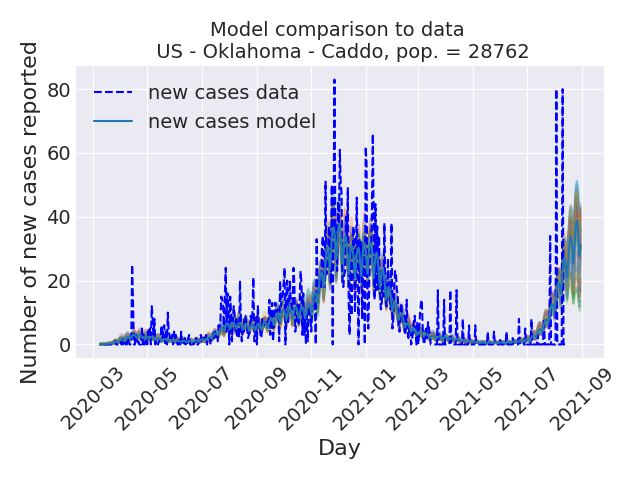 Model comparison to data
US - Oklahoma - Caddo, pop. = 28762
Number of new cases reported
80
60
40
20
0
new cases data
new cases model
2020-03
2020-05
2020-07
2020-09
2020-11
2021-01
2021-03
2021-05
2021-07
2021-09
Day